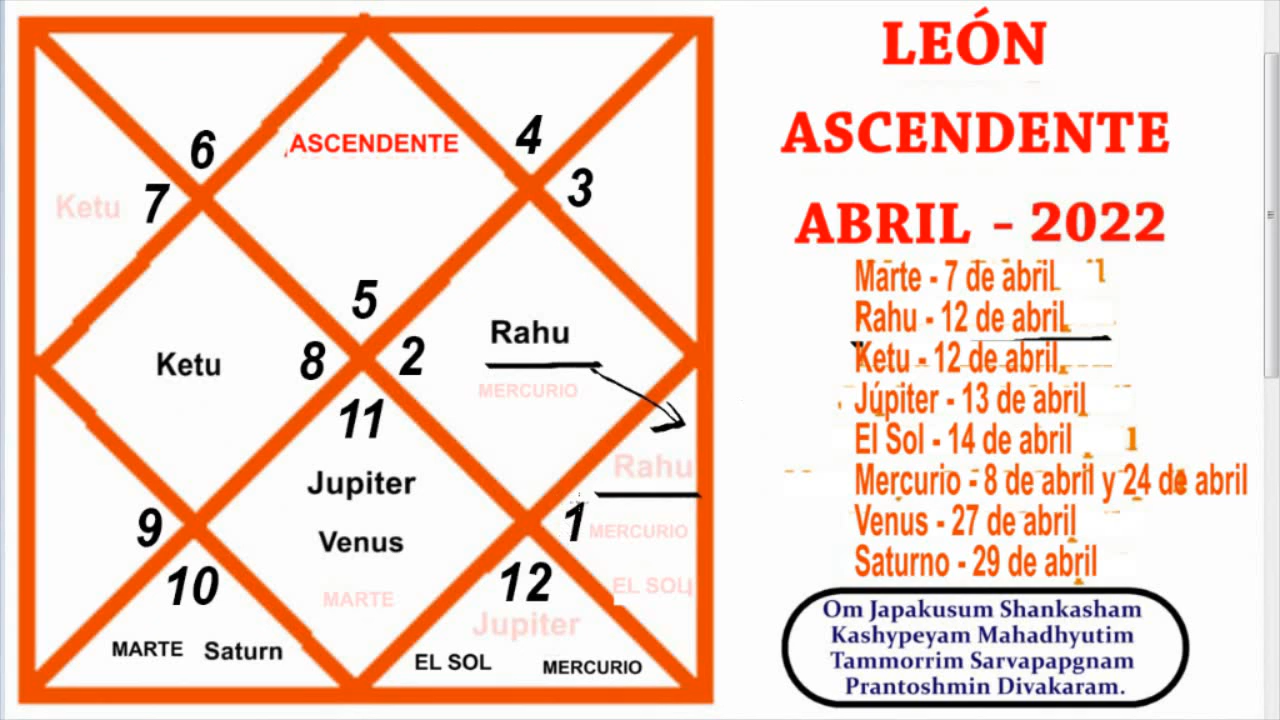 LEÓN
ASCENDENTE
ABRIL - 2022
Marte - 7 de abril
Rahu - 12 de abril
Ketu - 12 de abril
Júpiter - 13 de abril
El Sol - 14 de abril
Mercurio - 8 de abril y 24 de abril
Venus - 27 de abril
Saturno - 29 de abril
Om Japakusum Shankasham
Kashypeyam Mahadhyutim
Tammorrim Sarvapapgnam
Prantoshmin Divakaram.
ASCENDENTE
6
4
7
3
Ketu
5
Rahu
8
2
Ketu
MERCURIO
11
Jupiter
Rahu
9
1
MERCURIO
Venus
10
12
MARTE
EL SOL
Jupiter
MARTE
Saturn
EL SOL
MERCURIO